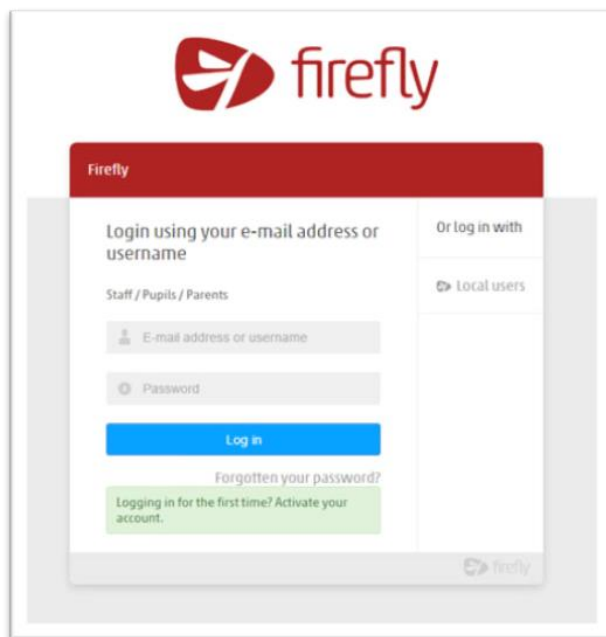 firefly
Firefly
Login using your e-mail address or
username
Staff / Pupils / Parents
E-mail address or username
Password
Log in
Forgotten your password?
Logging in for the first time? Activate your
account.
Or log in with
Local users
firefly